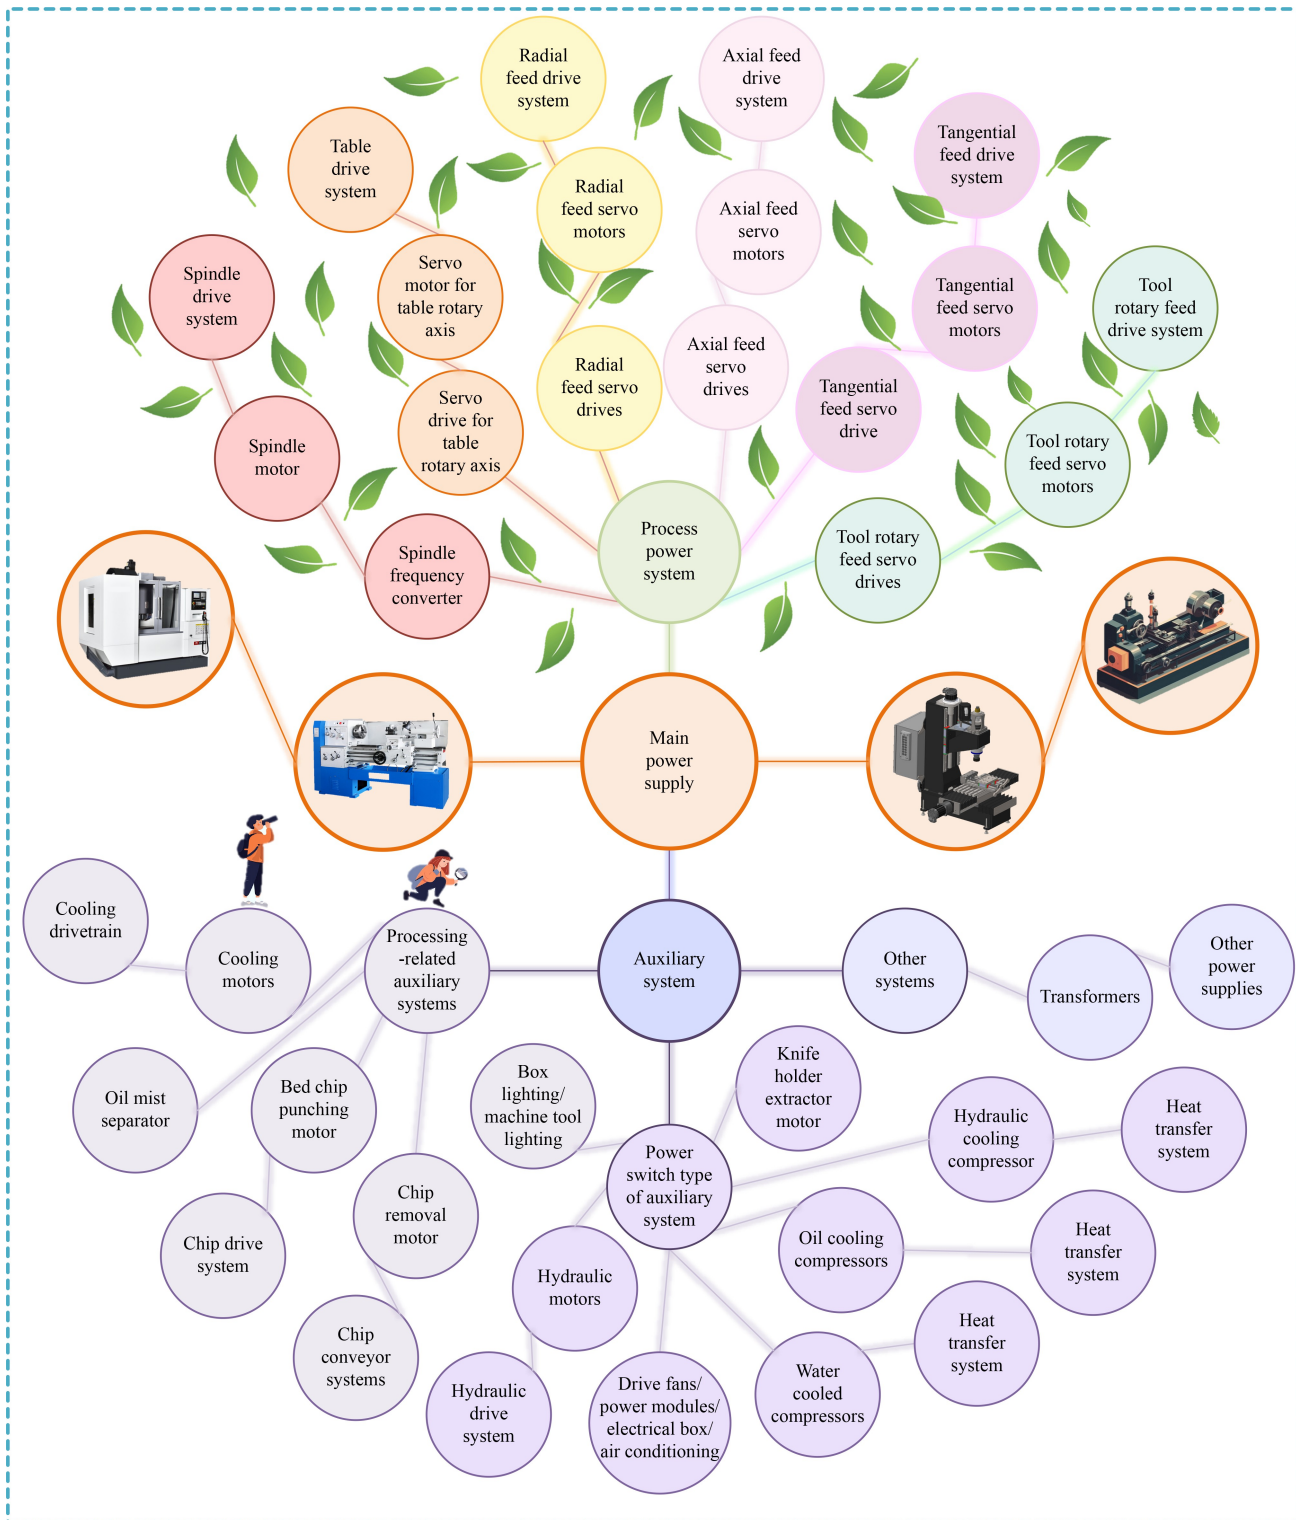 Radial
feed drive
system
Axial feed
drive
system
Table
drive
system
Tangential
feed drive
system
Radial
feed servo
motors
Axial feed
servo
motors
Spindle
drive
system
Servo
motor for
table rotary
axis
Tangential
feed servo
motors
Tool
rotary feed
drive system
Radial
feed servo
drives
Axial feed
servo
drives
Tangential
feed servo
drive
Spindle
motor
Servo
drive for
table
rotary axis
Tool rotary
feed servo
motors
Spindle
frequency
converter
Process
power
system
Tool rotary
feed servo
drives
Main
power
supply
Cooling
drivetrain
Cooling
motors
Processing
-related
auxiliary
systems
Auxiliary
system
Other
systems
Transformers
Other
power
supplies
Oil mist
separator
Bed chip
punching
motor
Box
lighting/
machine tool
lighting
Knife
holder
extractor
motor
Hydraulic
cooling
compressor
Heat
transfer
system
Power
switch type
of auxiliary
system
Chip drive
system
Chip
removal
motor
Oil cooling
compressors
Heat
transfer
system
Hydraulic
motors
Heat
transfer
system
Chip
conveyor
systems
Hydraulic
drive
system
Drive fans/
power modules/
electrical box/
air conditioning
Water
cooled
compressors